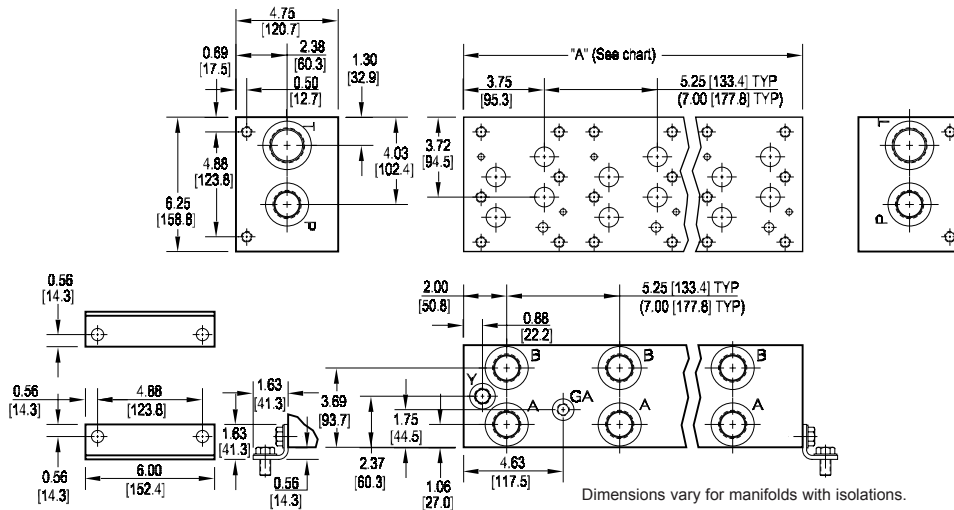 4.75
[120.7]
2.38
[60.3]
0.69
[17.5]
0.50
[12.7]
1.30
[32.9]
T
P
4.88
[123.8]
6.25
[158.8]
4.03
[102.4]
"A" (See chart)
3.75
[95.3]
5.25 [133.4] TYP
(7.00 [177.8] TYP)
3.72
[94.5]
T
P
0.56
[14.3]
0.56
[14.3]
4.88
[123.8]
0.56
[14.3]
6.00
[152.4]
1.63
[41.3]
1.63
[41.3]
0.56
[14.3]
3.69
[93.7]
2.37
[60.3]
1.75
[44.5]
1.06
[27.0]
2.00
[50.8]
0.88
[22.2]
5.25 [133.4] TYP
(7.00 [177.8] TYP)
B
B
B
Y
GA
A
A
A
4.63
[117.5]
Dimensions vary for manifolds with isolations.